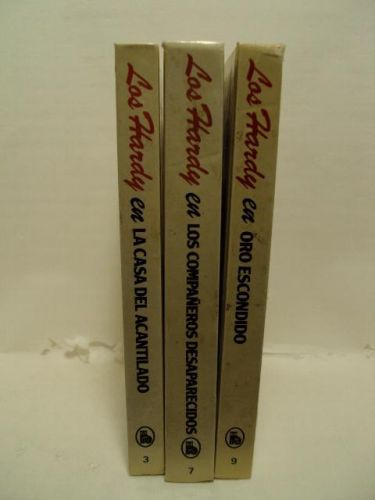 Los Hardy en LA CASA DEL ACANTILADO
3
Los Hardy en LOS COMPAÑEROS DESAPARECIDOS
7
Los Hardy en ORO ESCONDIDO
9